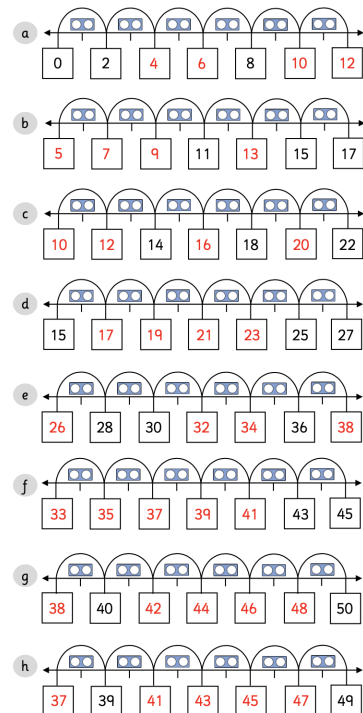 a
0 2 4 6 8 10 12
b
5 7 9 11 13 15 17
c
10 12 14 16 18 20 22
d
15 17 19 21 23 25 27
e
26 28 30 32 34 36 38
f
33 35 37 39 41 43 45
g
38 40 42 44 46 48 50
h
37 39 41 43 45 47 49